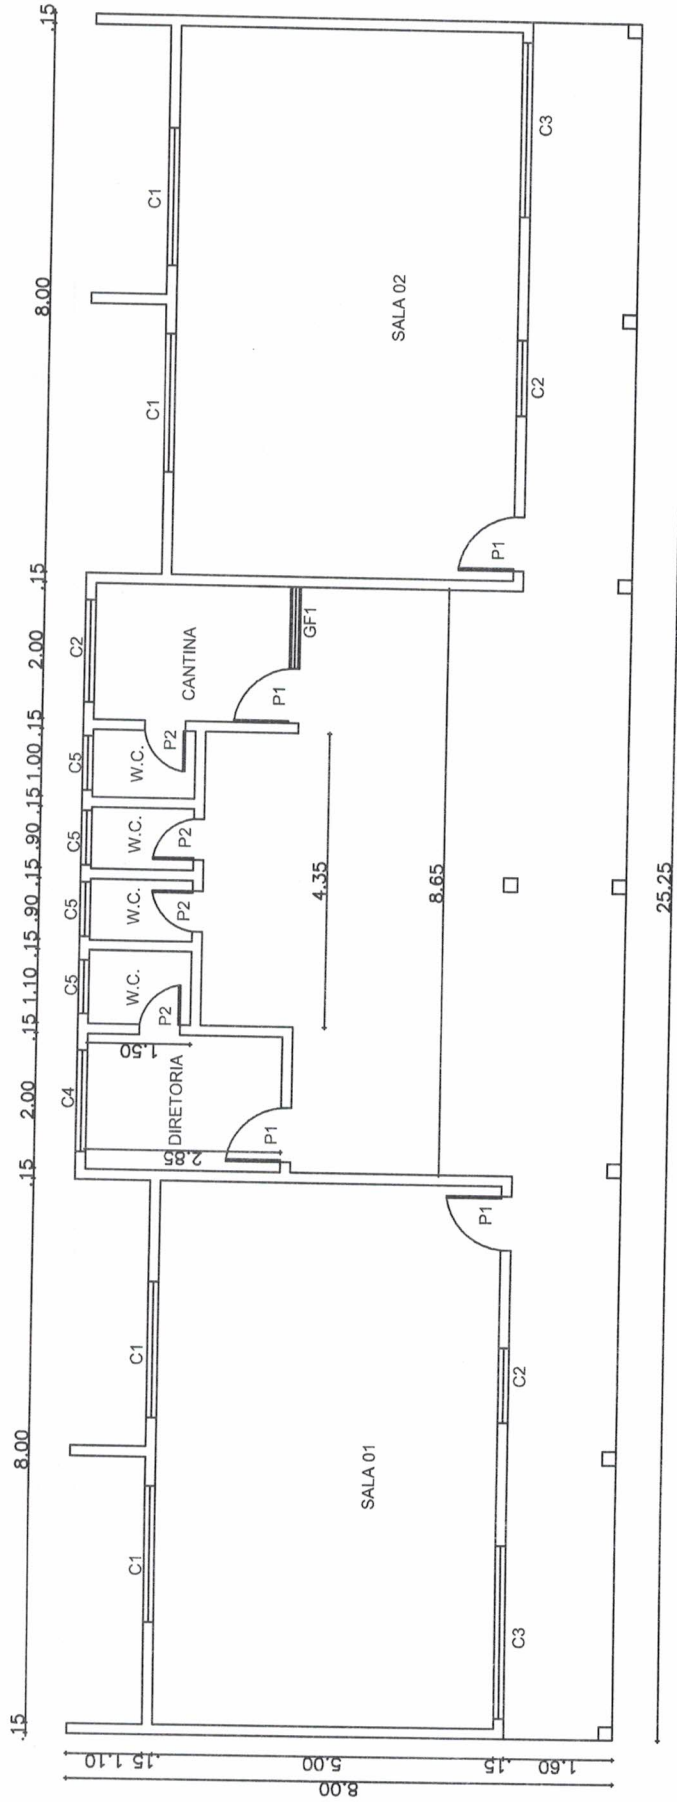 .15 8.00 .15 2.00 .15 1.10 .15 .90 .15 .90 .15 1.00 .15 2.00 .15 8.00 .15
C4 C5 C5 C5 C5 C2
C1 C1 C1 C1
W.C. W.C. W.C. W.C.
P2 P2 P2 P2
1.50
DIRETORIA
CANTINA
2.85
P1 P1
GF1
4.35
SALA 01
SALA 02
8.65
P1 P1
C3 C2 C2 C3
25.25
1.10 .15 5.00 .15 1.60
8.00